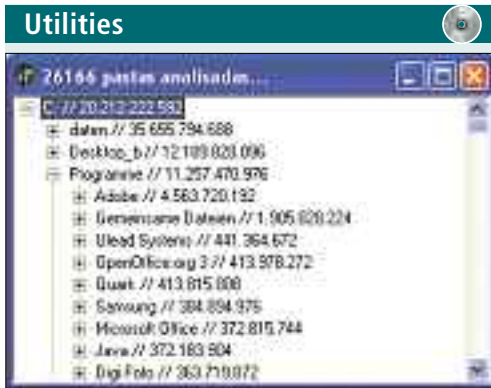 Utilities
26166 pastas analisadas...
C: // 20.212.222.592
daten // 35.655.794.688
Desktop_b // 12.189.828.096
Programme // 11.257.470.976
Adobe // 4.563.720.192
Gemeinsame Dateien // 1.905.828.224
Ulead Systems // 441.364.672
OpenOffice.org 3 // 413.978.272
Quark // 413.815.808
Samsung // 384.894.976
Microsoft Office // 372.815.744
Java // 372.183.904
Digi Foto // 363.719.872